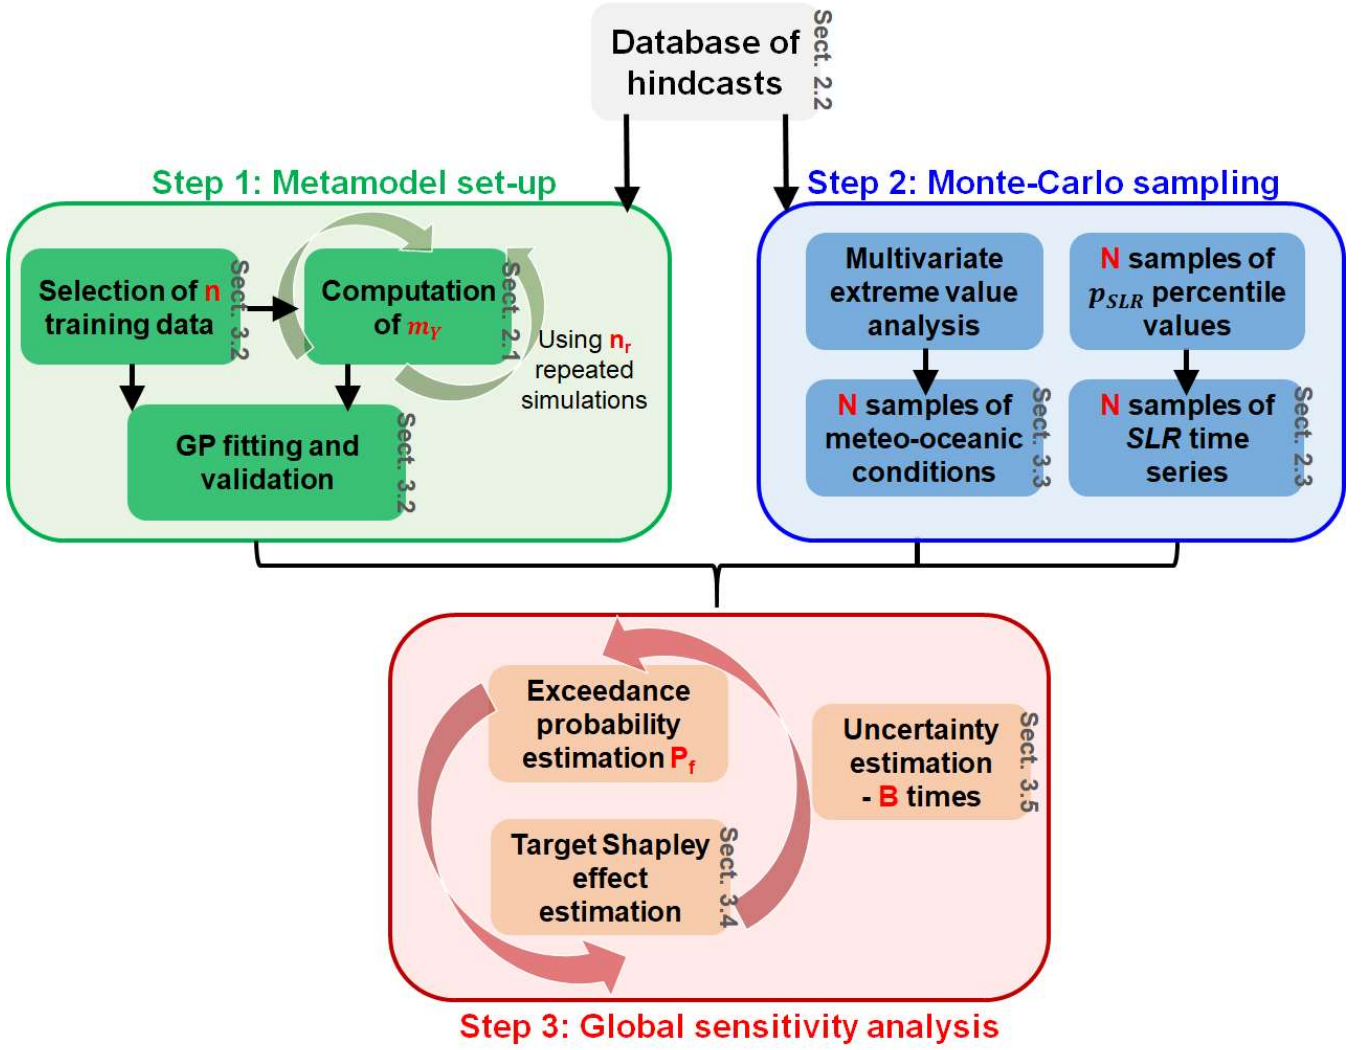 Database of
hindcasts
Sect. 2.2
Step 1: Metamodel set-up
Selection of n
training data
Sect. 3.2
Computation
of m_Y
Sect. 2.1
Using n_r
repeated
simulations
GP fitting and
validation
Sect. 3.2
Step 2: Monte-Carlo sampling
Multivariate
extreme value
analysis
N samples of
p_SLR percentile
values
N samples of
meteo-oceanic
conditions
Sect. 3.3
N samples of
SLR time
series
Sect. 2.3
Exceedance
probability
estimation P_f
Uncertainty
estimation
- B times
Sect. 3.5
Target Shapley
effect
estimation
Sect. 3.4
Step 3: Global sensitivity analysis